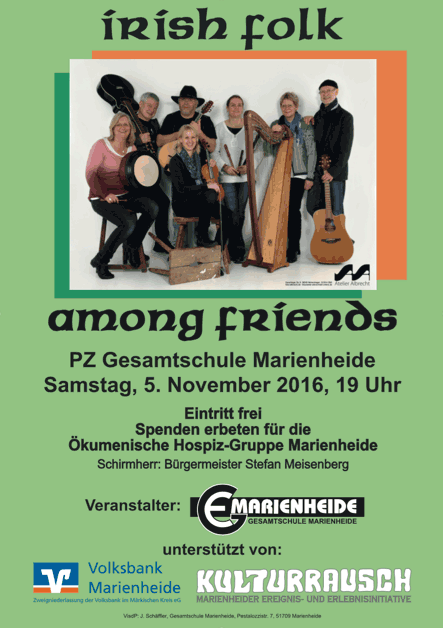 irish folk
Atelier Albrecht
among friends
PZ Gesamtschule Marienheide
Samstag, 5. November 2016, 19 Uhr
Eintritt frei
Spenden erbeten für die
Ökumenische Hospiz-Gruppe Marienheide
Schirmherr: Bürgermeister Stefan Meisenberg
Veranstalter:
GE MARIENHEIDE
GESAMTSCHULE MARIENHEIDE
unterstützt von:
Volksbank
Marienheide
Zweigniederlassung der Volksbank im Märkischen Kreis eG
KULTURRAUSCH
MARIENHEIDER EREIGNIS- UND ERLEBNISINITIATIVE
VisdP: J. Schäffler, Gesamtschule Marienheide, Pestalozzistr. 7, 51709 Marienheide